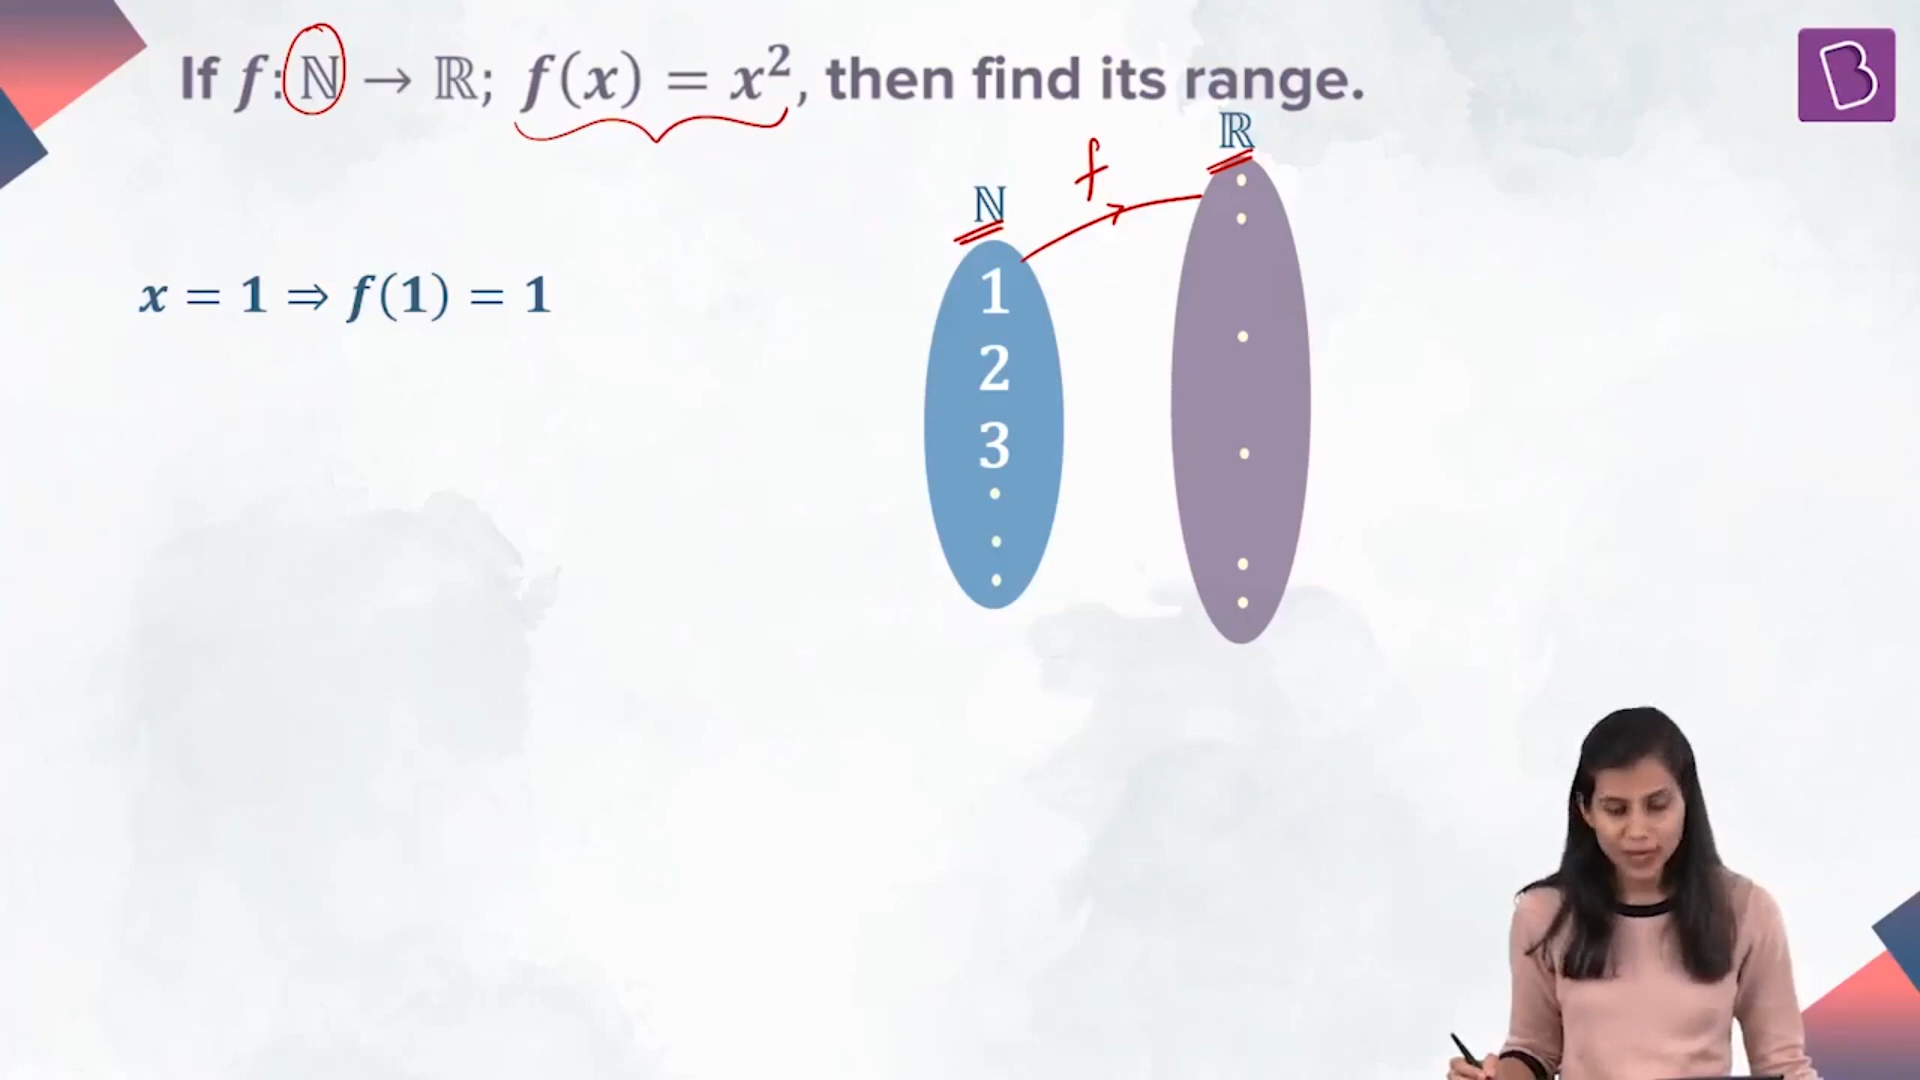 If f: ℕ → ℝ; f(x) = x², then find its range.
ℝ
f
ℕ
x = 1 ⇒ f(1) = 1
1
2
3